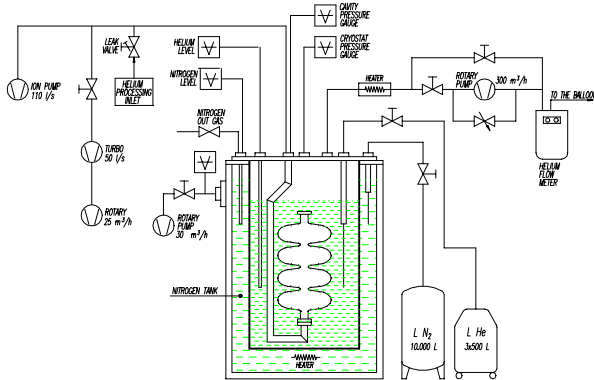 CAVITY
PRESSURE
GAUGE
LEAK
VALVE
HELIUM
LEVEL
CRYOSTAT
PRESSURE
GAUGE
ION PUMP
110 l/s
HELIUM
PROCESSING
INLET
NITROGEN
LEVEL
HEATER
ROTARY
PUMP
300 m³/h
TO THE BALLOON
NITROGEN
OUT GAS
TURBO
50 l/s
HELIUM
FLOW
METER
ROTARY
25 m³/h
ROTARY
PUMP
30 m³/h
NITROGEN TANK
L N₂
10.000 L
L He
3x500 L
HEATER